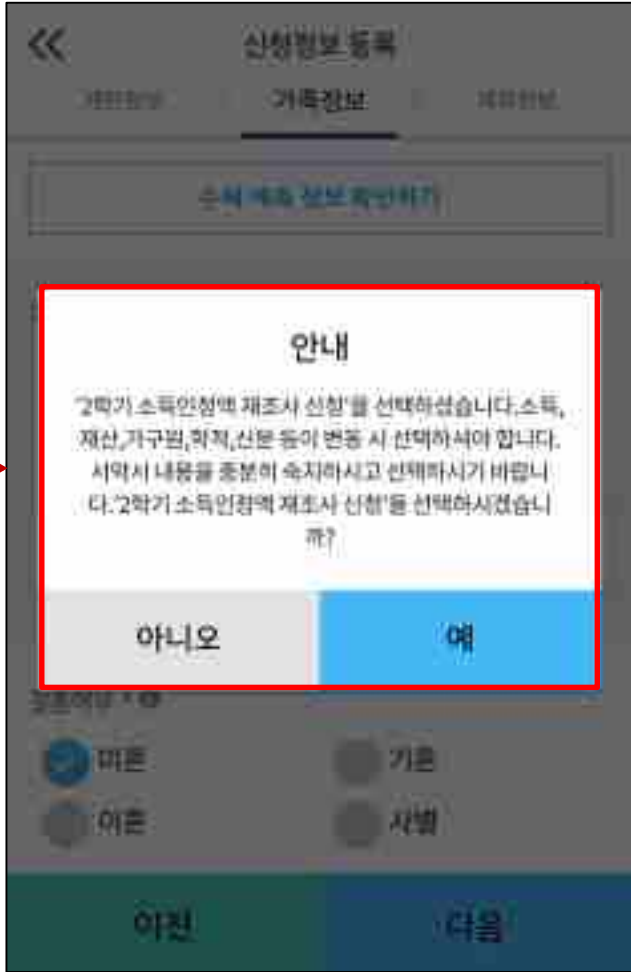 신청정보 등록
개인정보 가족정보
안내
'2학기 소득인정액 재조사 신청'을 선택하셨습니다.소득,
재산,가구원,학적,신분 등이 변동 시 선택하셔야 합니다.
서약서 내용을 충분히 숙지하시고 선택하시기 바랍니
다.'2학기 소득인정액 재조사 신청'을 선택하시겠습니
까?
아니오 예
미혼 기혼
이혼 사별
이전 다음